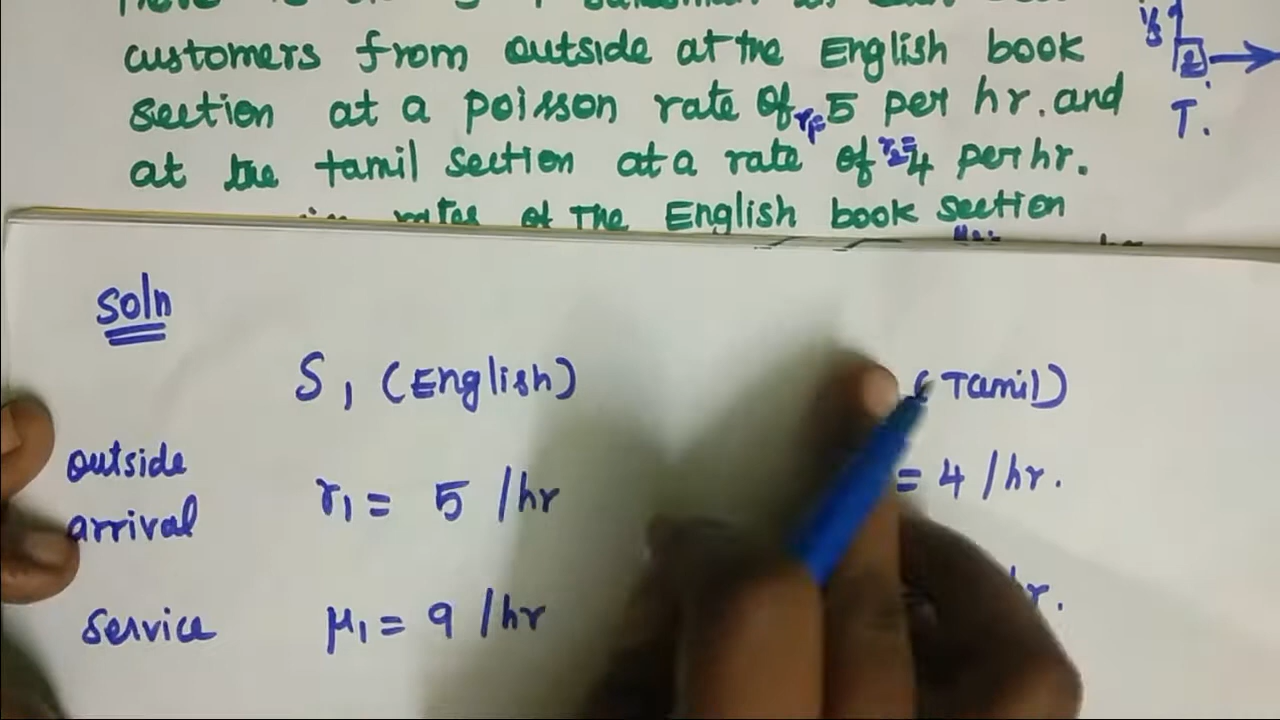 customers from outside at the English book
section at a poisson rate of r1= 5 per hr. and
at the tamil section at a rate of r2= 4 per hr.
rates of The English book section
T.
Soln
S1 (English) (Tamil)
outside
arrival r1 = 5 /hr = 4 /hr.
service μ1 = 9 /hr r.